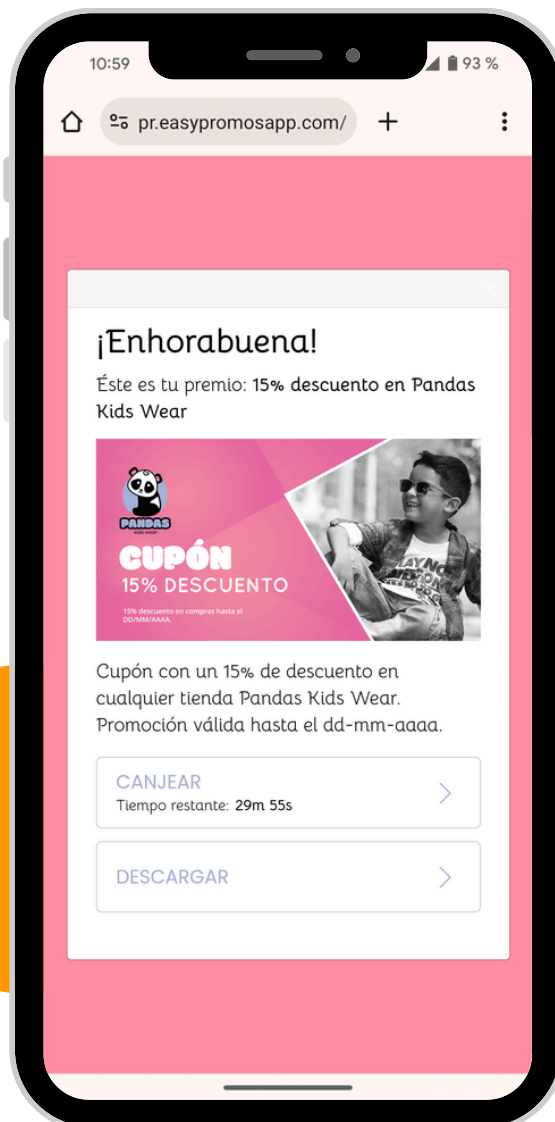 10:59
93 %
pr.easypromosapp.com/
¡Enhorabuena!
Éste es tu premio: 15% descuento en Pandas
Kids Wear
PANDAS
-kids wear-
CUPÓN
15% DESCUENTO
15% descuento en compras hasta el
DD/MM/AAAA.
Cupón con un 15% de descuento en
cualquier tienda Pandas Kids Wear.
Promoción válida hasta el dd-mm-aaaa.
CANJEAR
Tiempo restante: 29m 55s
DESCARGAR